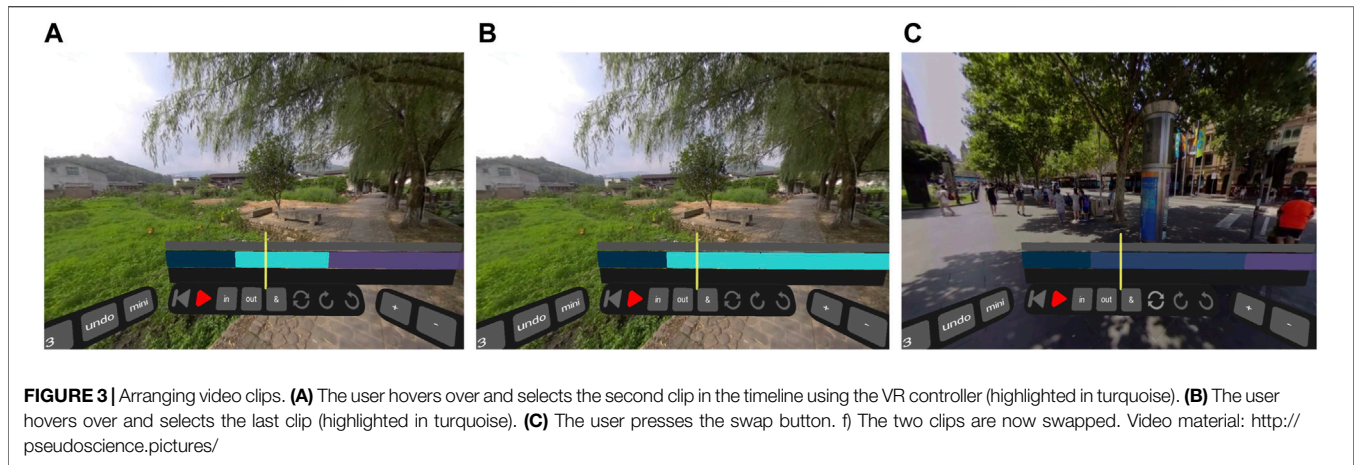 A B C
3 undo mini in out & + -
3 undo mini in out & + -
3 undo mini in out & + -
FIGURE 3 | Arranging video clips. (A) The user hovers over and selects the second clip in the timeline using the VR controller (highlighted in turquoise). (B) The user
hovers over and selects the last clip (highlighted in turquoise). (C) The user presses the swap button. f) The two clips are now swapped. Video material: http://
pseudoscience.pictures/